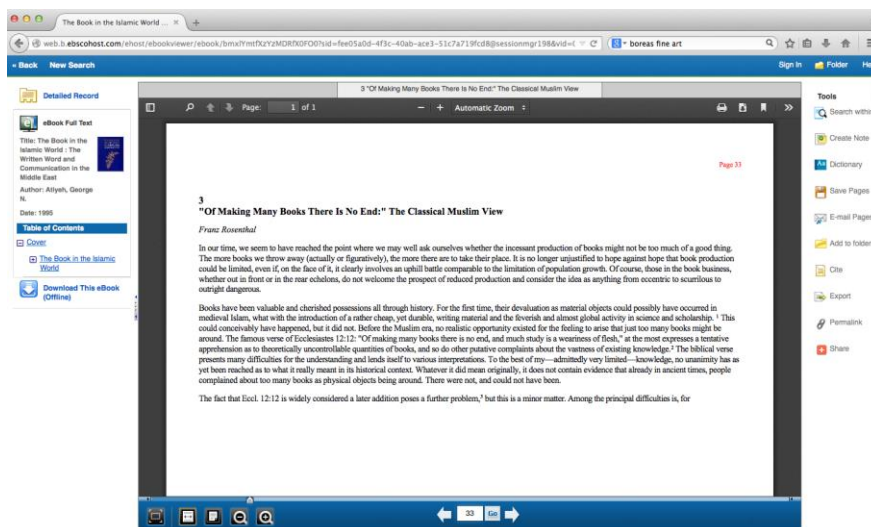 The Book in the Islamic World ...
web.b.ebscohost.com/ehost/ebookviewer/ebook/bmxlYmtfXzYzMDRfX0FO0?sid=fee05a0d-4f3c-40ab-ace3-51c7a719fcd8@sessionmgr198&vid=
boreas fine art
« Back New Search
Sign In Folder
3 "Of Making Many Books There Is No End:" The Classical Muslim View
Page: 1 of 1
Automatic Zoom
Detailed Record
eBook Full Text
Title: The Book in the
Islamic World : The
Written Word and
Communication in the
Middle East
Author: Atiyeh, George
N.
Date: 1995
Table of Contents
Cover
The Book in the Islamic
World
Download This eBook
(Offline)
Page 33
3
"Of Making Many Books There Is No End:" The Classical Muslim View
Franz Rosenthal
In our time, we seem to have reached the point where we may well ask ourselves whether the incessant production of books might not be too much of a good thing.
The more books we throw away (actually or figuratively), the more there are to take their place. It is no longer unjustified to hope against hope that book production
could be limited, even if, on the face of it, it clearly involves an uphill battle comparable to the limitation of population growth. Of course, those in the book business,
whether out in front or in the rear echelons, do not welcome the prospect of reduced production and consider the idea as anything from eccentric to scurrilous to
outright dangerous.
Books have been valuable and cherished possessions all through history. For the first time, their devaluation as material objects could possibly have occurred in
medieval Islam, what with the introduction of a rather cheap, yet durable, writing material and the feverish and almost global activity in science and scholarship. 1 This
could conceivably have happened, but it did not. Before the Muslim era, no realistic opportunity existed for the feeling to arise that just too many books might be
around. The famous verse of Ecclesiastes 12:12: "Of making many books there is no end, and much study is a weariness of flesh," at the most expresses a tentative
apprehension as to theoretically uncontrollable quantities of books, and so do other putative complaints about the vastness of existing knowledge.2 The biblical verse
presents many difficulties for the understanding and lends itself to various interpretations. To the best of my—admittedly very limited—knowledge, no unanimity has as
yet been reached as to what it really meant in its historical context. Whatever it did mean originally, it does not contain evidence that already in ancient times, people
complained about too many books as physical objects being around. There were not, and could not have been.
The fact that Eccl. 12:12 is widely considered a later addition poses a further problem,3 but this is a minor matter. Among the principal difficulties is, for
Tools
Search within
Create Note
Dictionary
Save Pages
E-mail Pages
Add to folder
Cite
Export
Permalink
Share
33 Go